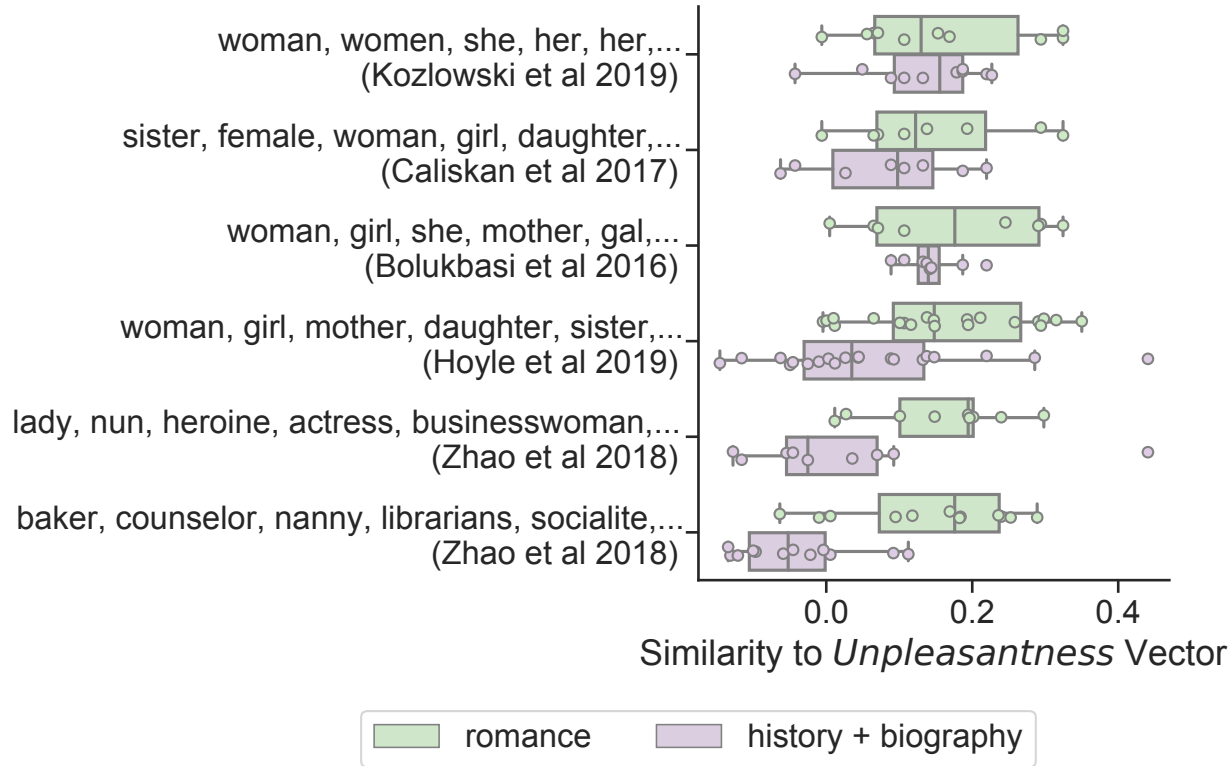 woman, women, she, her, her,...
(Kozlowski et al 2019)
sister, female, woman, girl, daughter,...
(Caliskan et al 2017)
woman, girl, she, mother, gal,...
(Bolukbasi et al 2016)
woman, girl, mother, daughter, sister,...
(Hoyle et al 2019)
lady, nun, heroine, actress, businesswoman,...
(Zhao et al 2018)
baker, counselor, nanny, librarians, socialite,...
(Zhao et al 2018)
0.0 0.2 0.4
Similarity to Unpleasantness Vector
romance history + biography